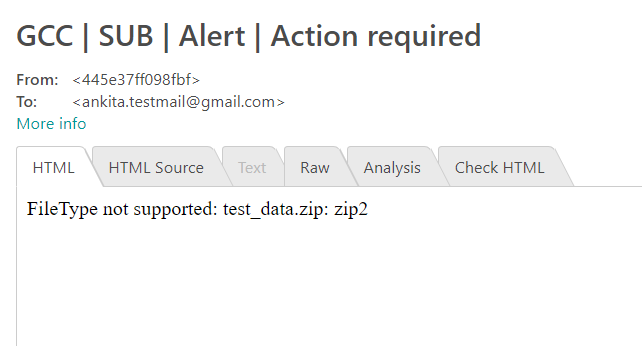 GCC | SUB | Alert | Action required
From: <445e37ff098fbf>
To: <ankita.testmail@gmail.com>
More info
HTML HTML Source Text Raw Analysis Check HTML
FileType not supported: test_data.zip: zip2